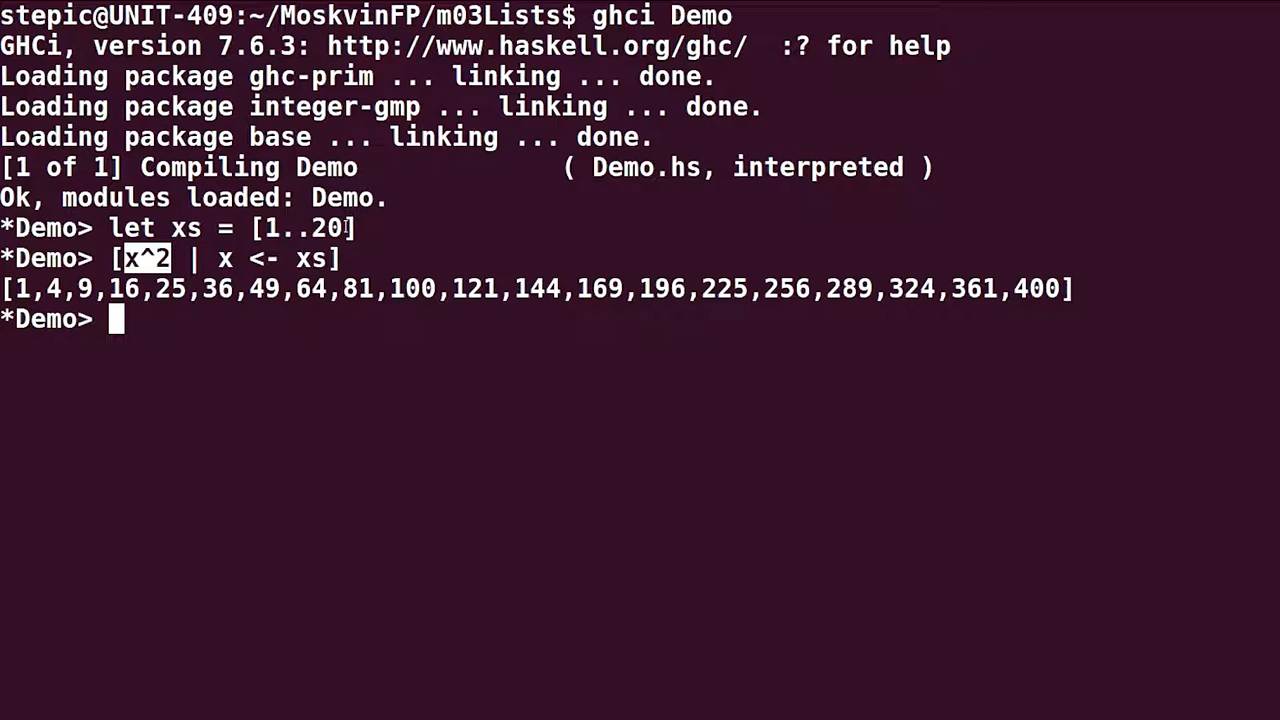 stepic@UNIT-409:~/MoskvinFP/m03Lists$ ghci Demo
GHCi, version 7.6.3: http://www.haskell.org/ghc/  :? for help
Loading package ghc-prim ... linking ... done.
Loading package integer-gmp ... linking ... done.
Loading package base ... linking ... done.
[1 of 1] Compiling Demo             ( Demo.hs, interpreted )
Ok, modules loaded: Demo.
*Demo> let xs = [1..20]
*Demo> [x^2 | x <- xs]
[1,4,9,16,25,36,49,64,81,100,121,144,169,196,225,256,289,324,361,400]
*Demo>